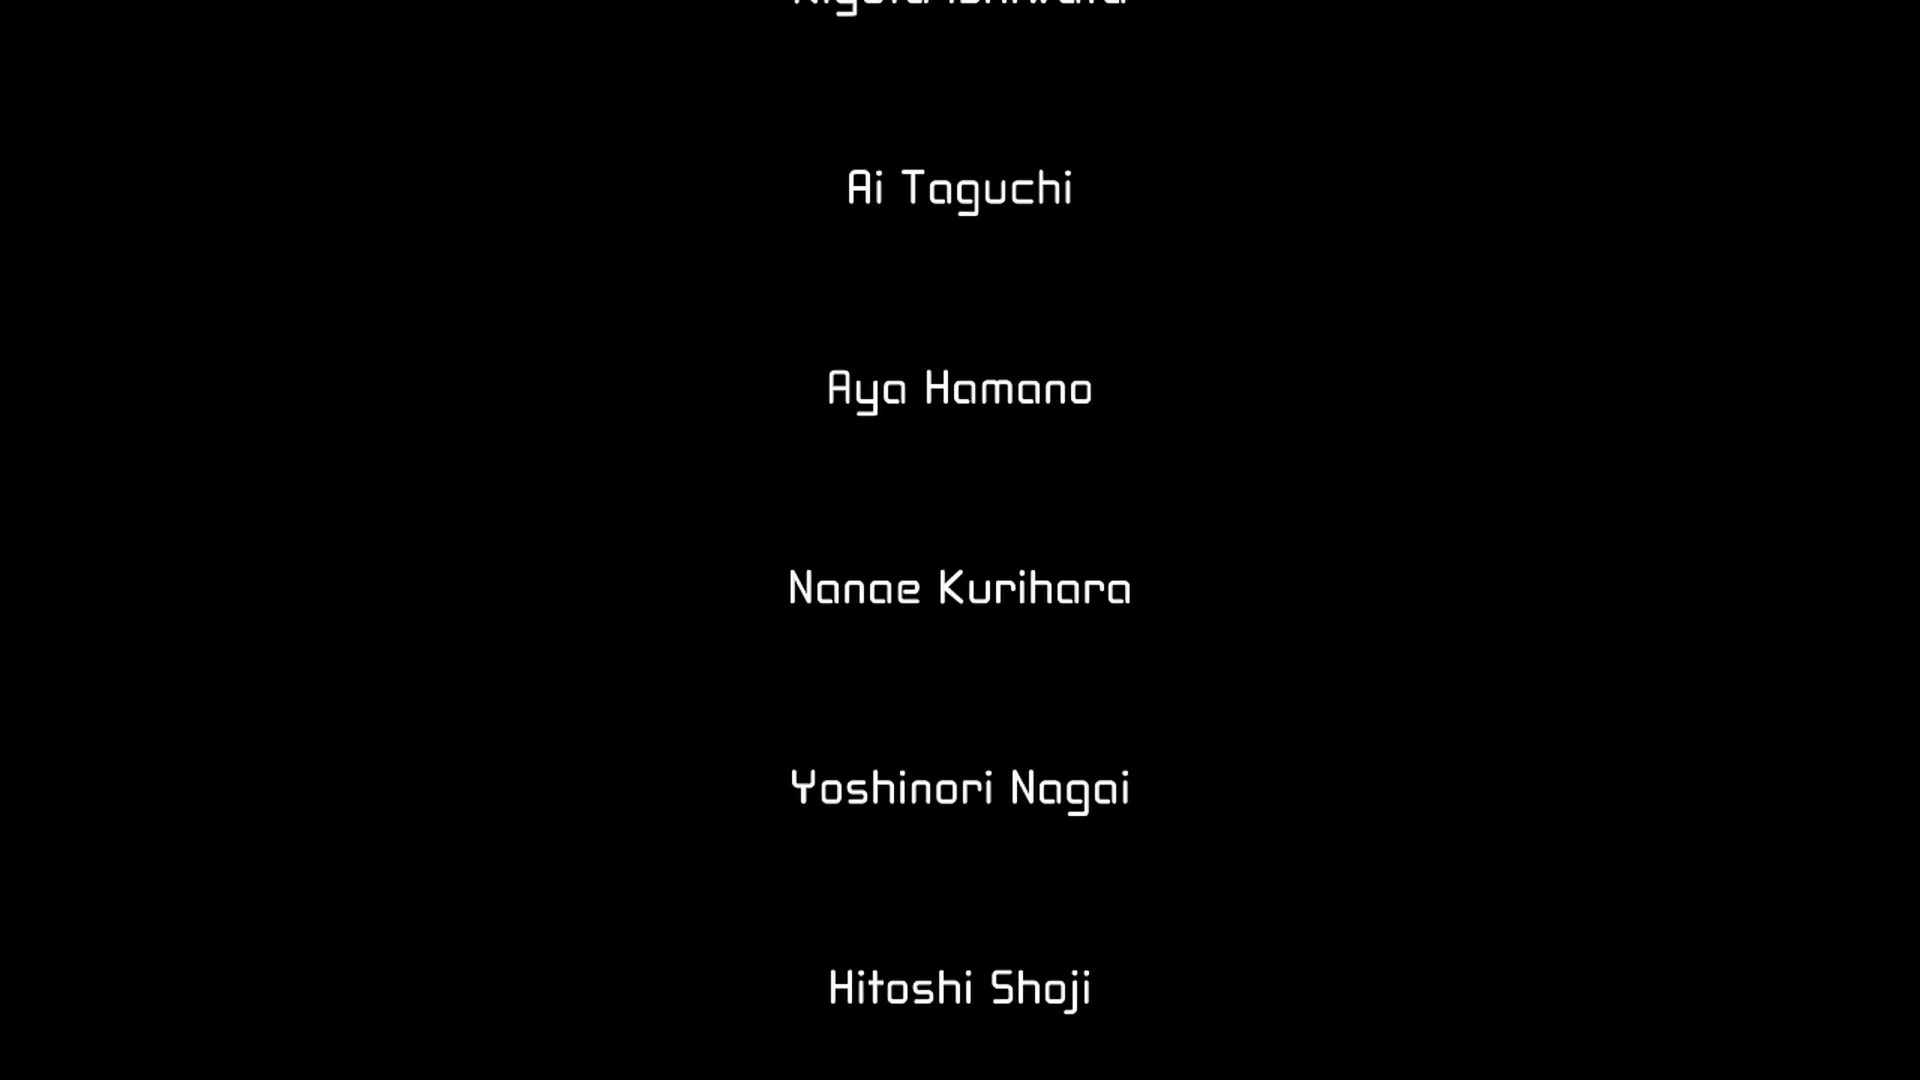 Ai Taguchi
Aya Hamano
Nanae Kurihara
Yoshinori Nagai
Hitoshi Shoji